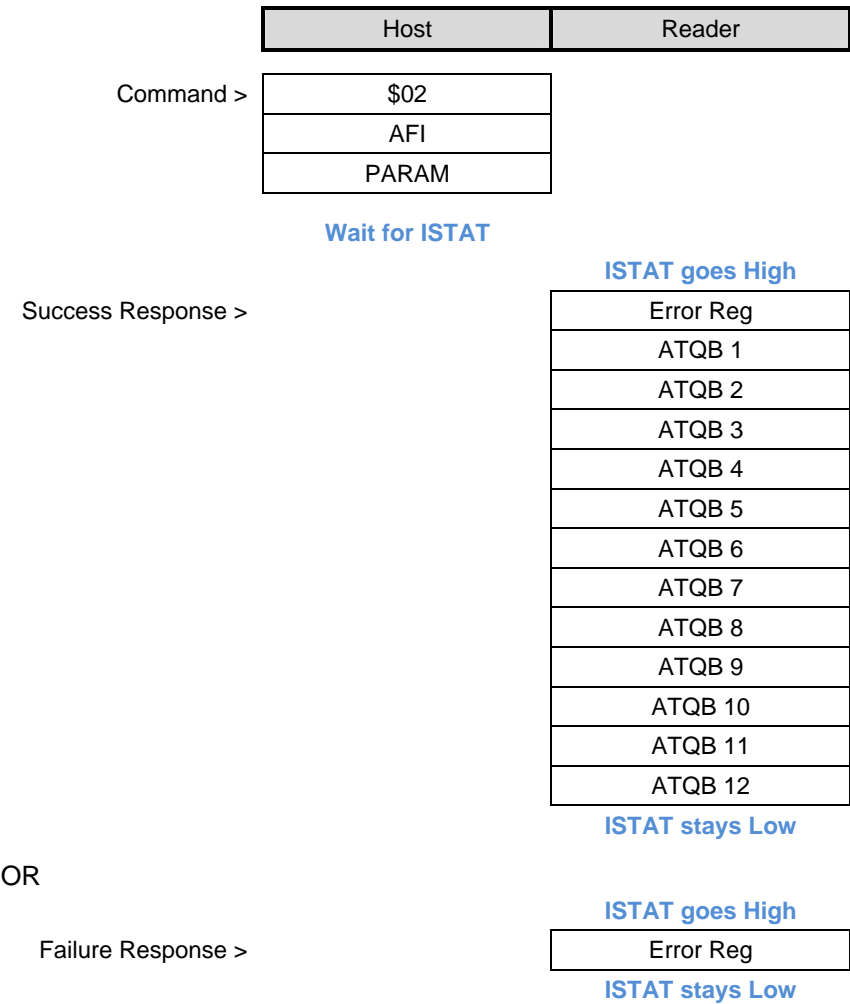 Host Reader
Command > $02
AFI
PARAM
Wait for ISTAT
ISTAT goes High
Success Response > Error Reg
ATQB 1
ATQB 2
ATQB 3
ATQB 4
ATQB 5
ATQB 6
ATQB 7
ATQB 8
ATQB 9
ATQB 10
ATQB 11
ATQB 12
ISTAT stays Low
OR
ISTAT goes High
Failure Response > Error Reg
ISTAT stays Low